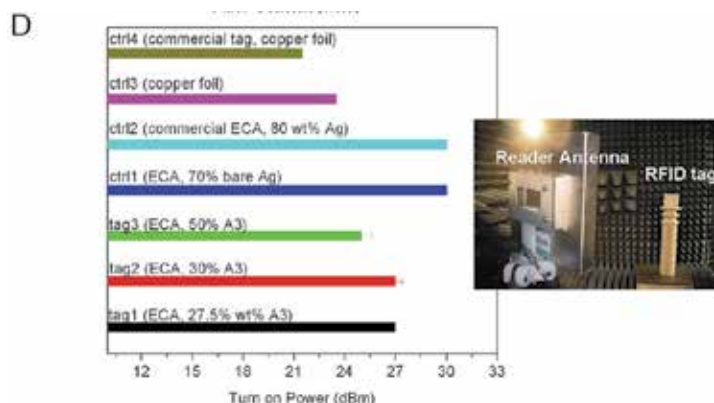 D
ctrl4 (commercial tag, copper foil)
ctrl3 (copper foil)
ctrl2 (commercial ECA, 80 wt% Ag)
ctrl1 (ECA, 70% bare Ag)
tag3 (ECA, 50% A3)
tag2 (ECA, 30% A3)
tag1 (ECA, 27.5% wt% A3)
Reader Antenna
RFID tag
12 15 18 21 24 27 30 33
Turn on Power (dBm)